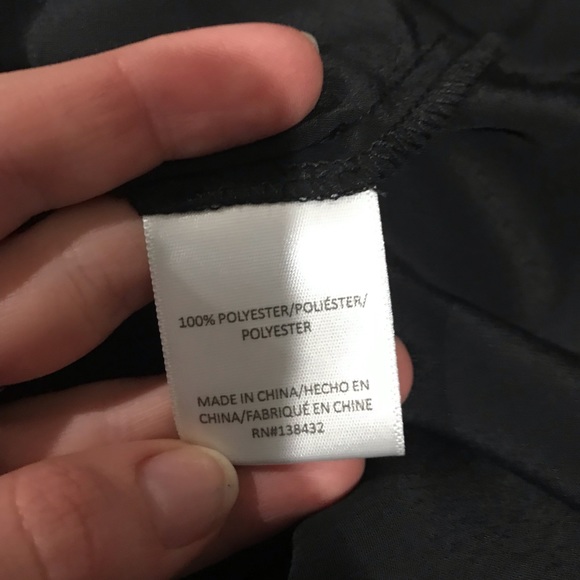 100% POLYESTER/POLIÉSTER/
POLYESTER
MADE IN CHINA/HECHO EN
CHINA/FABRIQUÉ EN CHINE
RN#138432